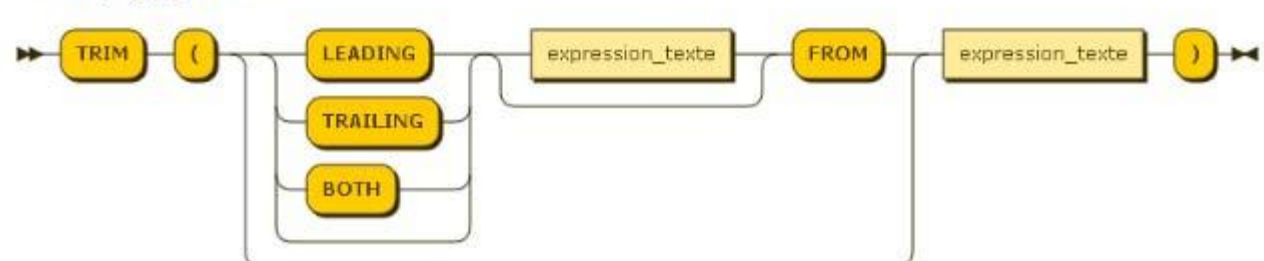 TRIM ( LEADING expression_texte FROM expression_texte )
TRAILING
BOTH